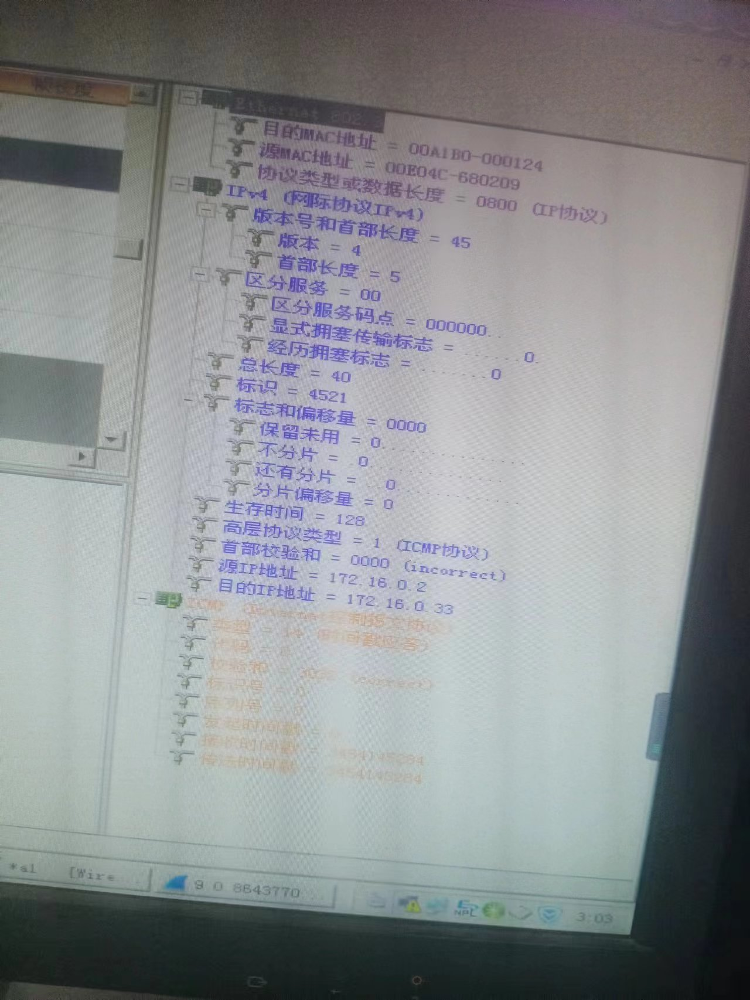 帧长度
Ethernet 802.3
目的MAC地址 = 00A1B0-000124
源MAC地址 = 00E04C-680209
协议类型或数据长度 = 0800 (IP协议)
IPv4 (网际协议IPv4)
版本号和首部长度 = 45
版本 = 4
首部长度 = 5
区分服务 = 00
区分服务码点 = 000000..
显式拥塞传输标志 = ......0.
经历拥塞标志 = .......0
总长度 = 40
标识 = 4521
标志和偏移量 = 0000
保留未用 = 0...............
不分片 = .0..............
还有分片 = ..0.............
分片偏移量 = 0
生存时间 = 128
高层协议类型 = 1 (ICMP协议)
首部校验和 = 0000 (incorrect)
源IP地址 = 172.16.0.2
目的IP地址 = 172.16.0.33
ICMP (Internet控制报文协议)
类型 = 14 (时间戳应答)
代码 = 0
校验和 = (correct)
标识号 = 0
序列号 = 0
发起时间戳 =
接收时间戳 = 454145284
传送时间戳 = 454145284
*al
[Wire...
9 0 8843770...
NPL
3:03